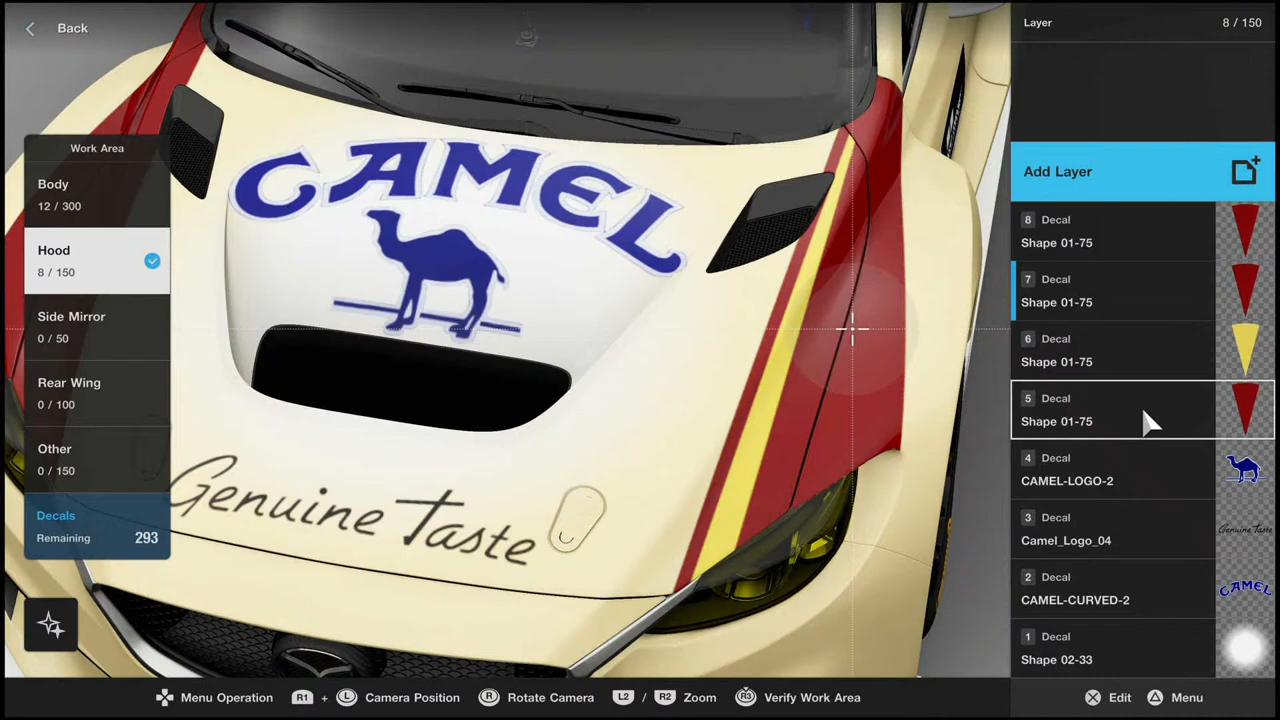 Back
Layer 8 / 150
Work Area
Body
12 / 300
Hood
8 / 150
Side Mirror
0 / 50
Rear Wing
0 / 100
Other
0 / 150
Decals
Remaining 293
CAMEL
Genuine Taste
Add Layer
8 Decal
Shape 01-75
7 Decal
Shape 01-75
6 Decal
Shape 01-75
5 Decal
Shape 01-75
4 Decal
CAMEL-LOGO-2
3 Decal
Camel_Logo_04
Genuine Taste
2 Decal
CAMEL-CURVED-2
CAMEL
1 Decal
Shape 02-33
Menu Operation R1 + L Camera Position R Rotate Camera L2 / R2 Zoom R3 Verify Work Area Edit Menu